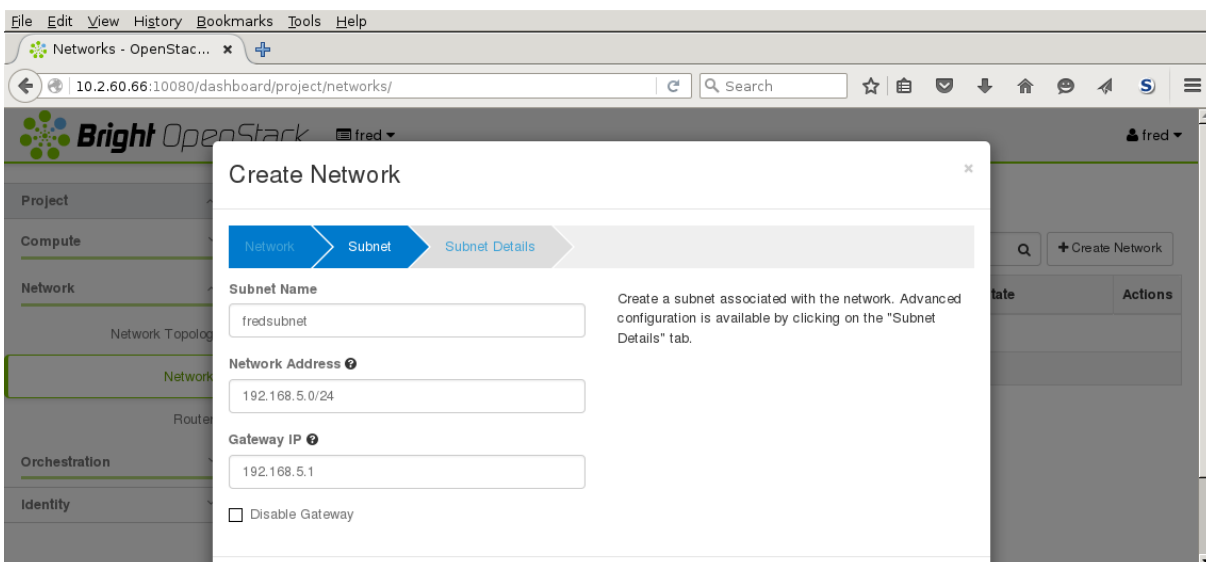 File Edit View History Bookmarks Tools Help
Networks - OpenStac...
10.2.60.66:10080/dashboard/project/networks/ Search
Bright OpenStack fred fred
Create Network
Project
Compute
Network Subnet Subnet Details
Create Network
Network
Subnet Name
tate Actions
fredsubnet
Create a subnet associated with the network. Advanced
configuration is available by clicking on the "Subnet
Details" tab.
Network Topolog
Network Address
Network
192.168.5.0/24
Router
Gateway IP
Orchestration
192.168.5.1
Identity
Disable Gateway